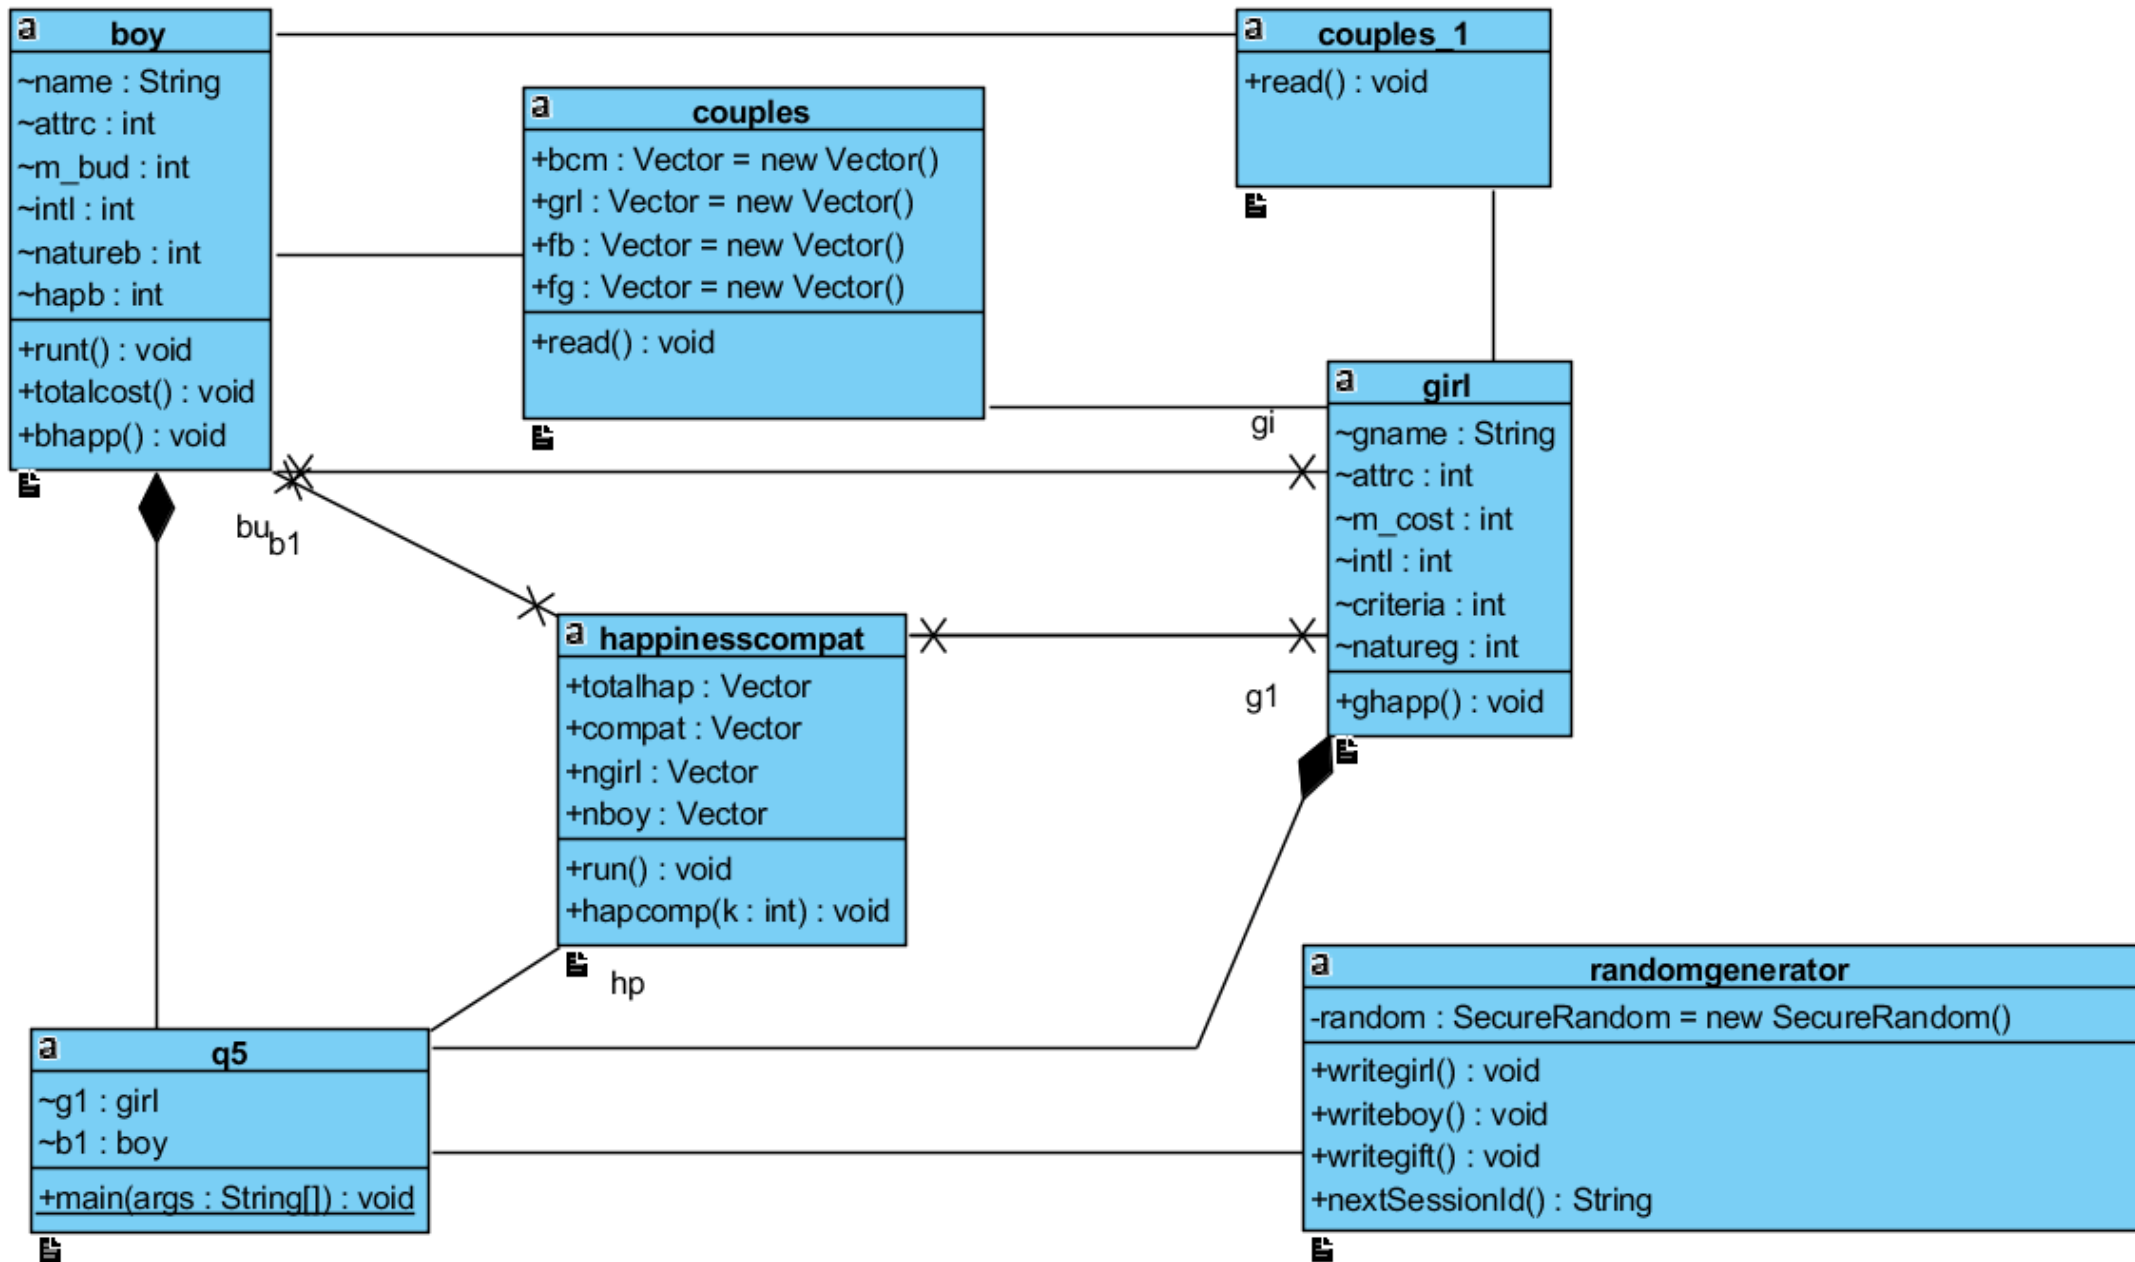 boy
~name : String
~attrc : int
~m_bud : int
~intl : int
~natureb : int
~hapb : int
+runt() : void
+totalcost() : void
+bhapp() : void
couples
+bcm : Vector = new Vector()
+grl : Vector = new Vector()
+fb : Vector = new Vector()
+fg : Vector = new Vector()
+read() : void
couples_1
+read() : void
girl
~gname : String
~attrc : int
~m_cost : int
~intl : int
~criteria : int
~natureg : int
+ghapp() : void
gi
bu
b1
g1
happinesscompat
+totalhap : Vector
+compat : Vector
+ngirl : Vector
+nboy : Vector
+run() : void
+hapcomp(k : int) : void
hp
q5
~g1 : girl
~b1 : boy
+main(args : String[]) : void
randomgenerator
-random : SecureRandom = new SecureRandom()
+writegirl() : void
+writeboy() : void
+writegift() : void
+nextSessionId() : String